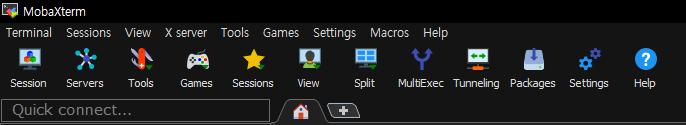 MobaXterm
Terminal Sessions View X server Tools Games Settings Macros Help
Session Servers Tools Games Sessions View Split MultiExec Tunneling Packages Settings Help
Quick connect...